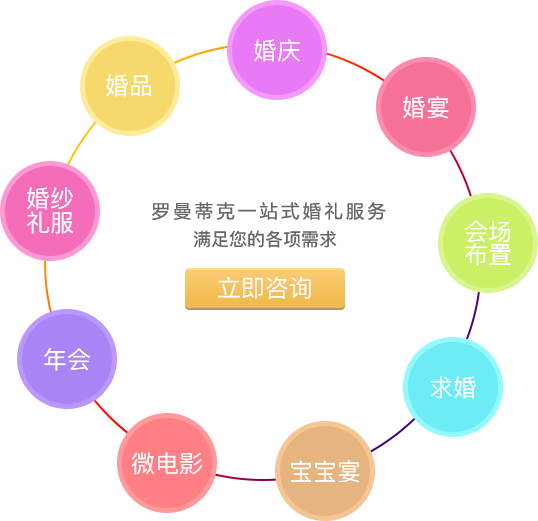 婚庆
婚品
婚宴
婚纱
礼服
罗曼蒂克一站式婚礼服务
满足您的各项需求
会场
布置
立即咨询
年会
求婚
微电影
宝宝宴